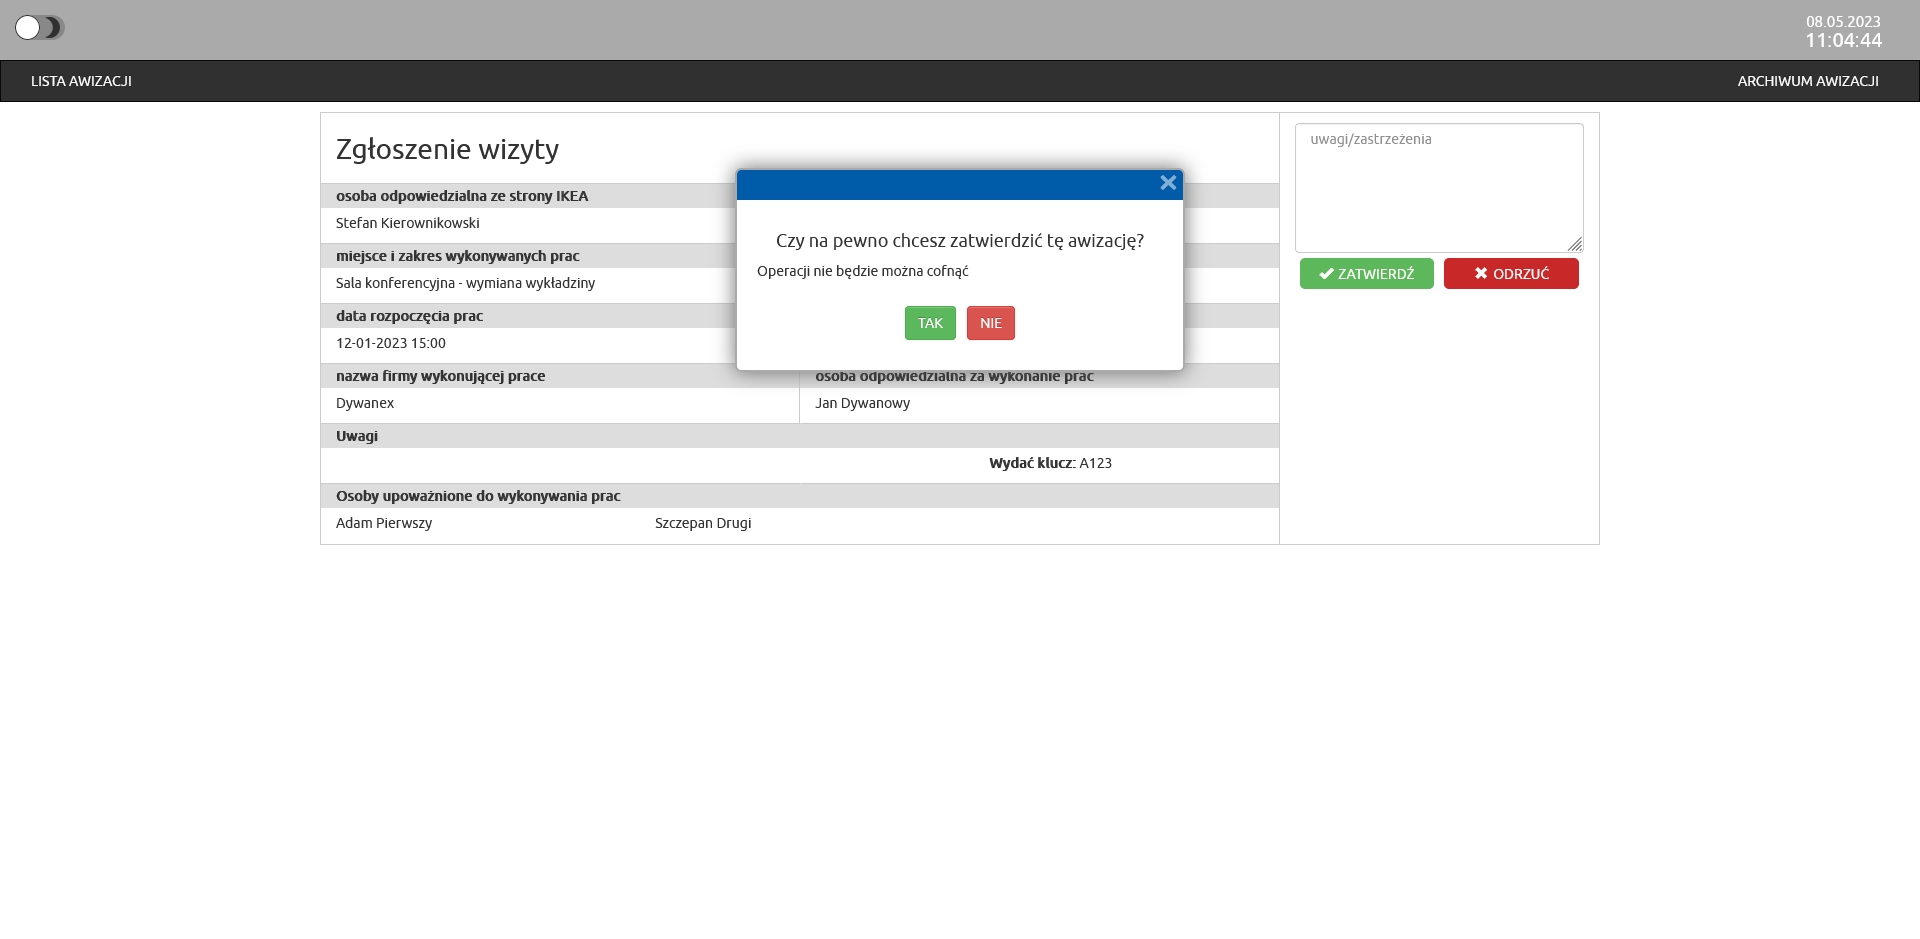 08.05.2023
11:04:44
LISTA AWIZACJI
ARCHIWUM AWIZACJI
Zgłoszenie wizyty
osoba odpowiedzialna ze strony IKEA
Stefan Kierownikowski
miejsce i zakres wykonywanych prac
Sala konferencyjna - wymiana wykładziny
data rozpoczęcia prac
12-01-2023 15:00
nazwa firmy wykonującej prace
osoba odpowiedzialna za wykonanie prac
Dywanex
Jan Dywanowy
Uwagi
Wydać klucz: A123
Osoby upoważnione do wykonywania prac
Adam Pierwszy
Szczepan Drugi
Czy na pewno chcesz zatwierdzić tę awizację?
Operacji nie będzie można cofnąć
TAK
NIE
uwagi/zastrzeżenia
ZATWIERDŹ
ODRZUĆ